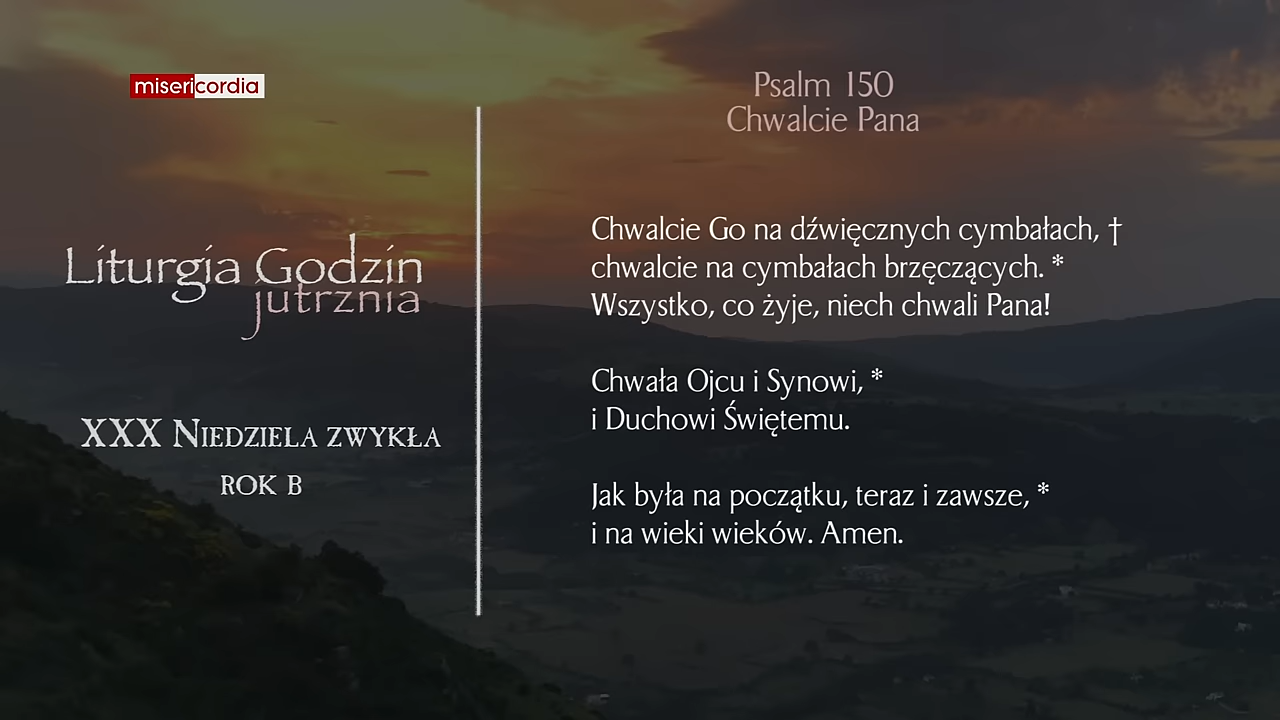 misericordia
Liturgia Godzin
jutrznia
XXX Niedziela zwykła
rok B
Psalm 150
Chwalcie Pana
Chwalcie Go na dźwięcznych cymbałach, †
chwalcie na cymbałach brzęczących. *
Wszystko, co żyje, niech chwali Pana!
Chwała Ojcu i Synowi, *
i Duchowi Świętemu.
Jak była na początku, teraz i zawsze, *
i na wieki wieków. Amen.